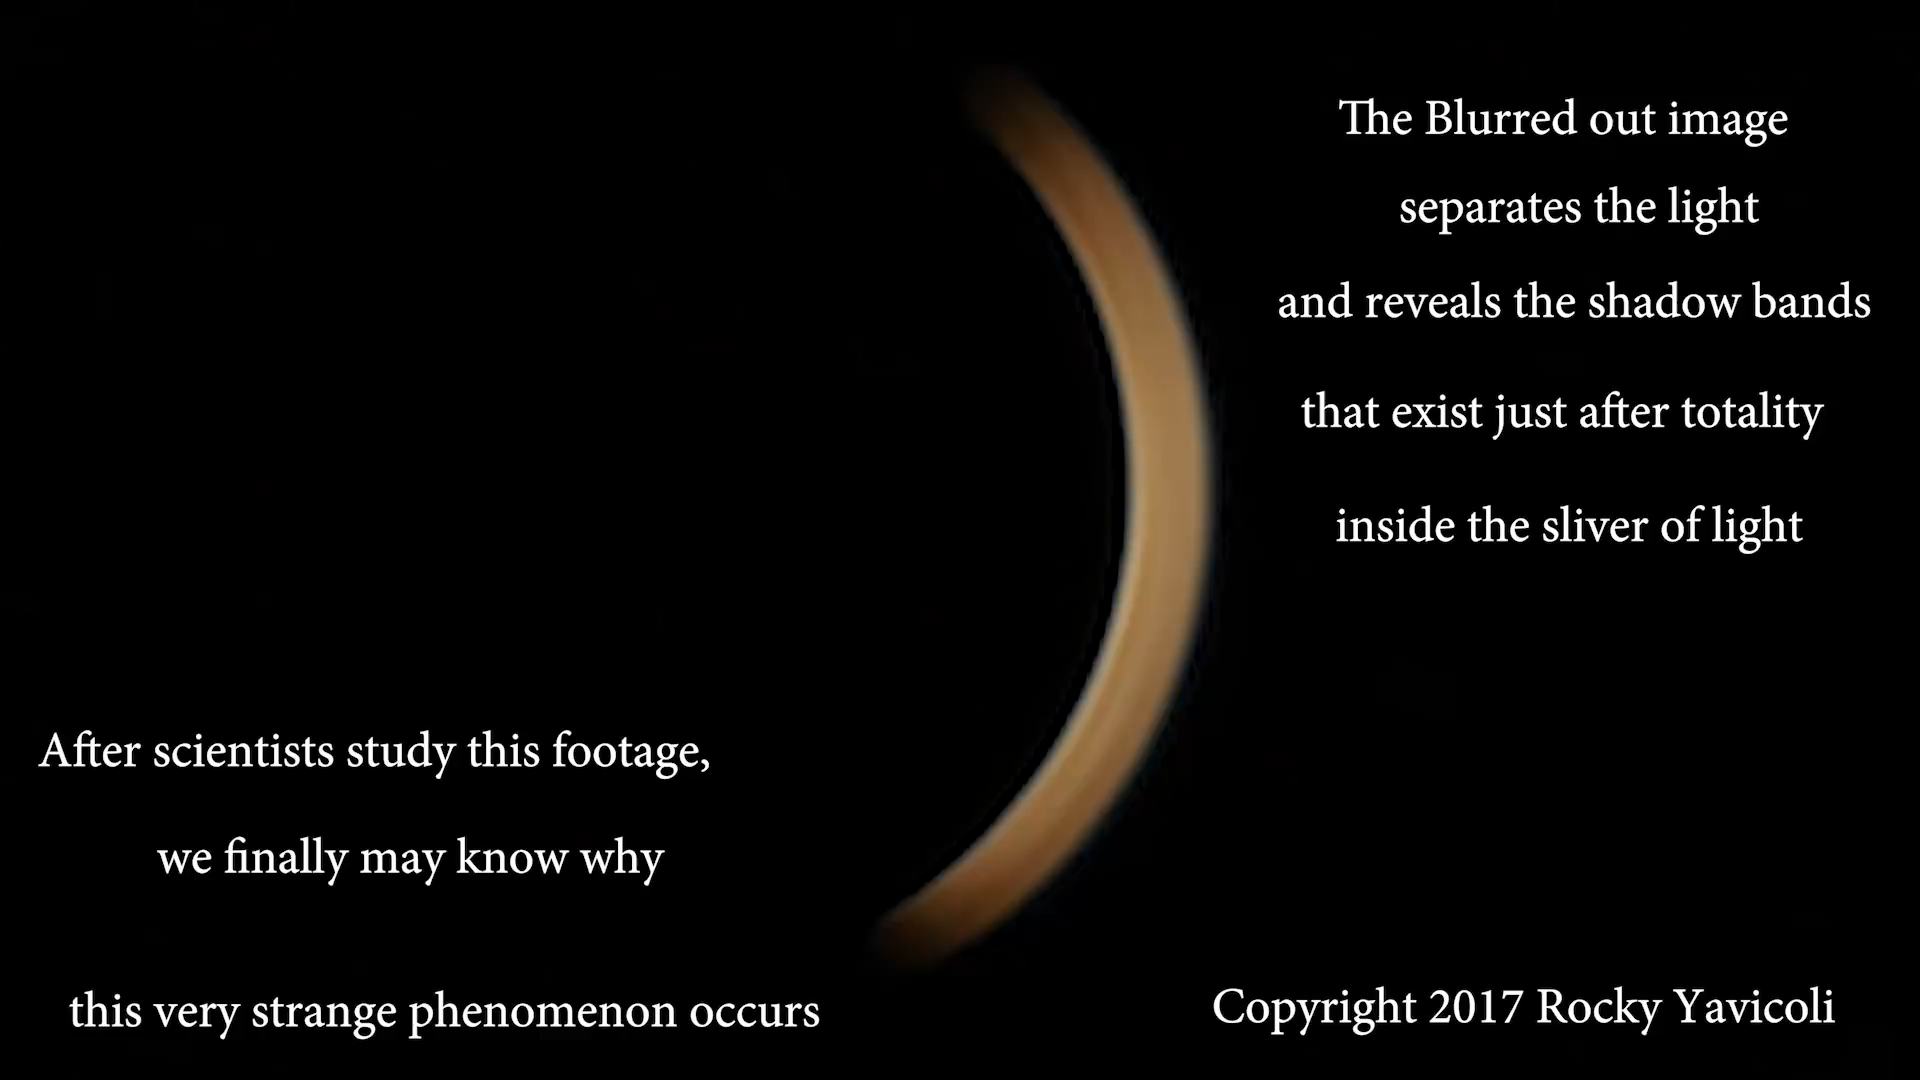 The Blurred out image
separates the light
and reveals the shadow bands
that exist just after totality
inside the sliver of light
After scientists study this footage,
we finally may know why
this very strange phenomenon occurs
Copyright 2017 Rocky Yavicoli